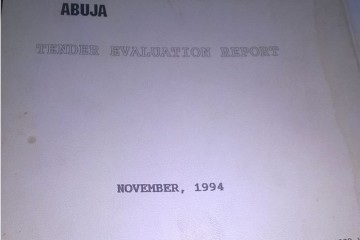 ABUJA
TENDER EVALUATION REPORT
NOVEMBER, 1994